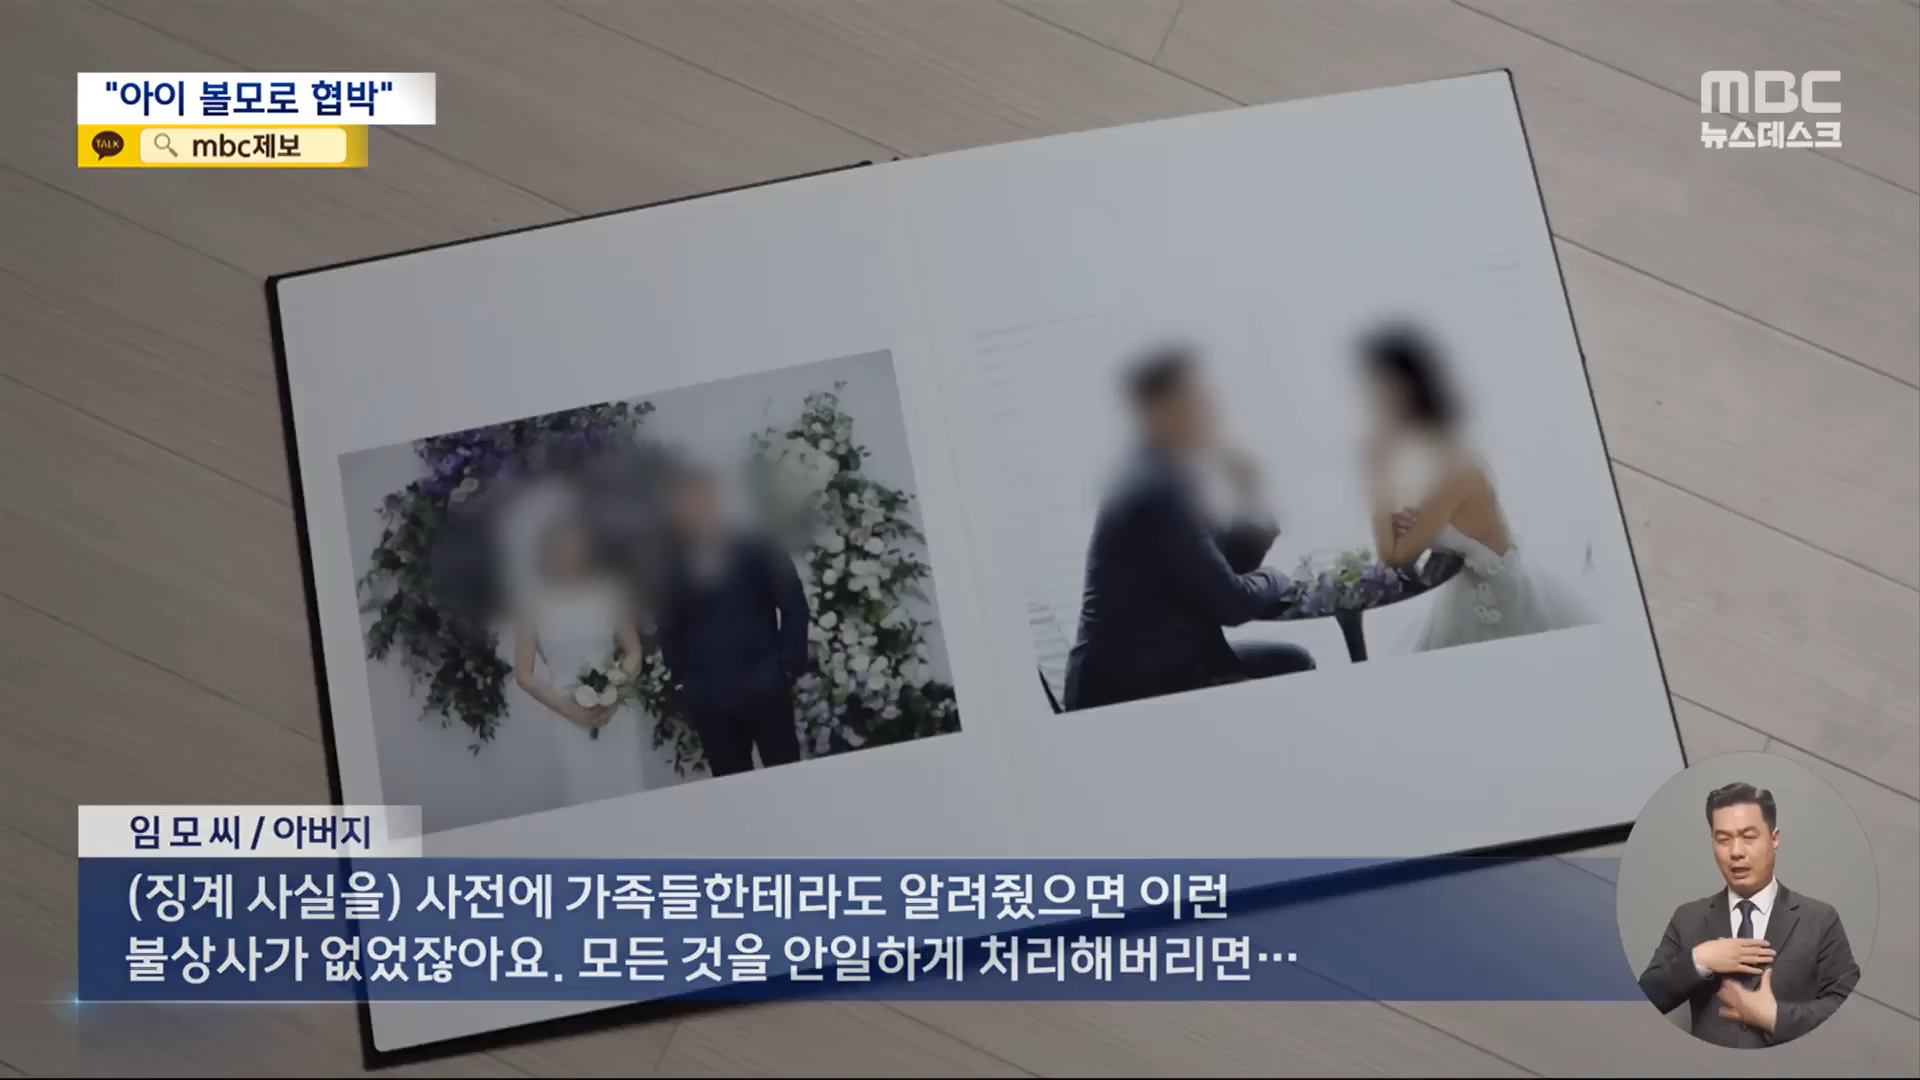 "아이 볼모로 협박"
TALK mbc제보
MBC
뉴스데스크
임 모 씨 / 아버지
(징계 사실을) 사전에 가족들한테라도 알려줬으면 이런
불상사가 없었잖아요. 모든 것을 안일하게 처리해버리면…